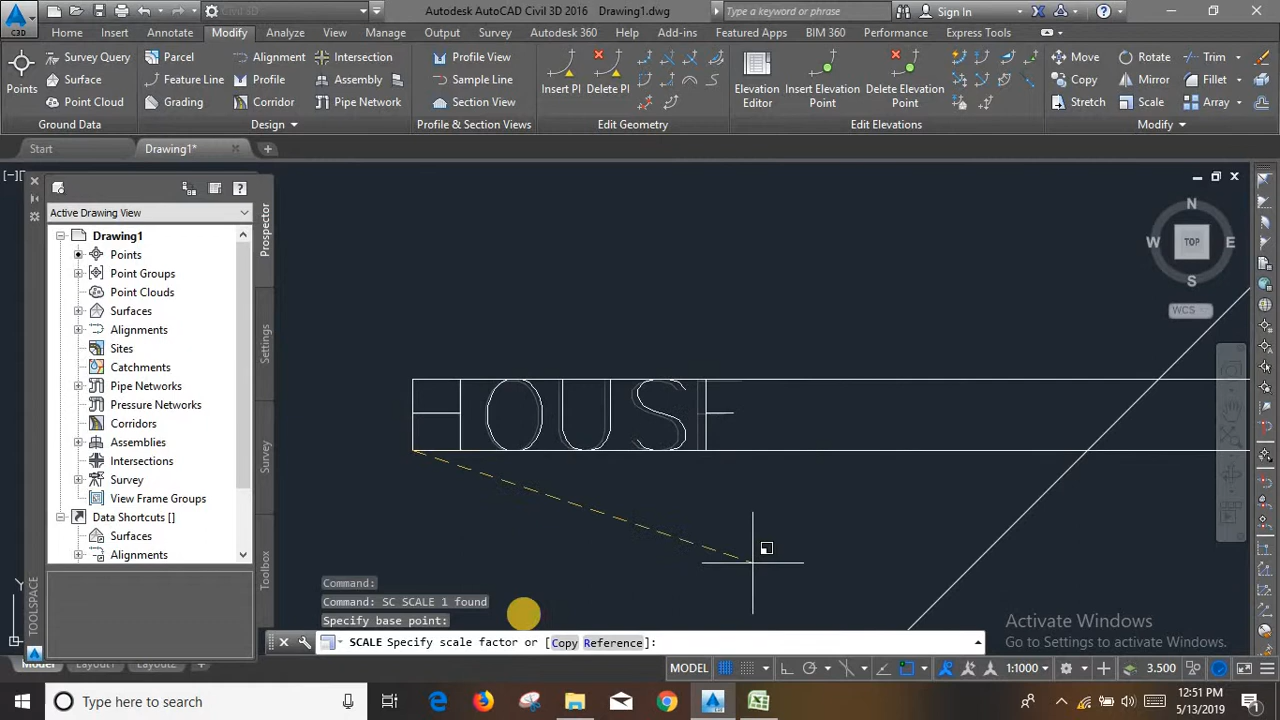 C3D
Civil 3D
Autodesk AutoCAD Civil 3D 2016 Drawing1.dwg
Type a keyword or phrase
Sign In
Home Insert Annotate Modify Analyze View Manage Output Survey Autodesk 360 Help Add-ins Featured Apps BIM 360 Performance Express Tools
Points
Survey Query
Surface
Point Cloud
Ground Data
Parcel
Feature Line
Grading
Alignment
Profile
Corridor
Intersection
Assembly
Pipe Network
Design
Profile View
Sample Line
Section View
Profile & Section Views
Insert PI
Delete PI
Edit Geometry
Elevation Editor
Insert Elevation Point
Delete Elevation Point
Edit Elevations
Move
Copy
Stretch
Rotate
Mirror
Scale
Trim
Fillet
Array
Modify
Start
Drawing1*
Active Drawing View
Drawing1
Points
Point Groups
Point Clouds
Surfaces
Alignments
Sites
Catchments
Pipe Networks
Pressure Networks
Corridors
Assemblies
Intersections
Survey
View Frame Groups
Data Shortcuts []
Surfaces
Alignments
Prospector
Settings
Survey
Toolbox
TOOLSPACE
N
W TOP E
S
WCS
HOUSE
Y
Command:
Command: SC SCALE 1 found
Specify base point:
SCALE Specify scale factor or [Copy Reference]:
Activate Windows
Go to Settings to activate Windows.
Model Layout1 Layout2
MODEL
1:1000
3.500
Type here to search
12:51 PM
5/13/2019